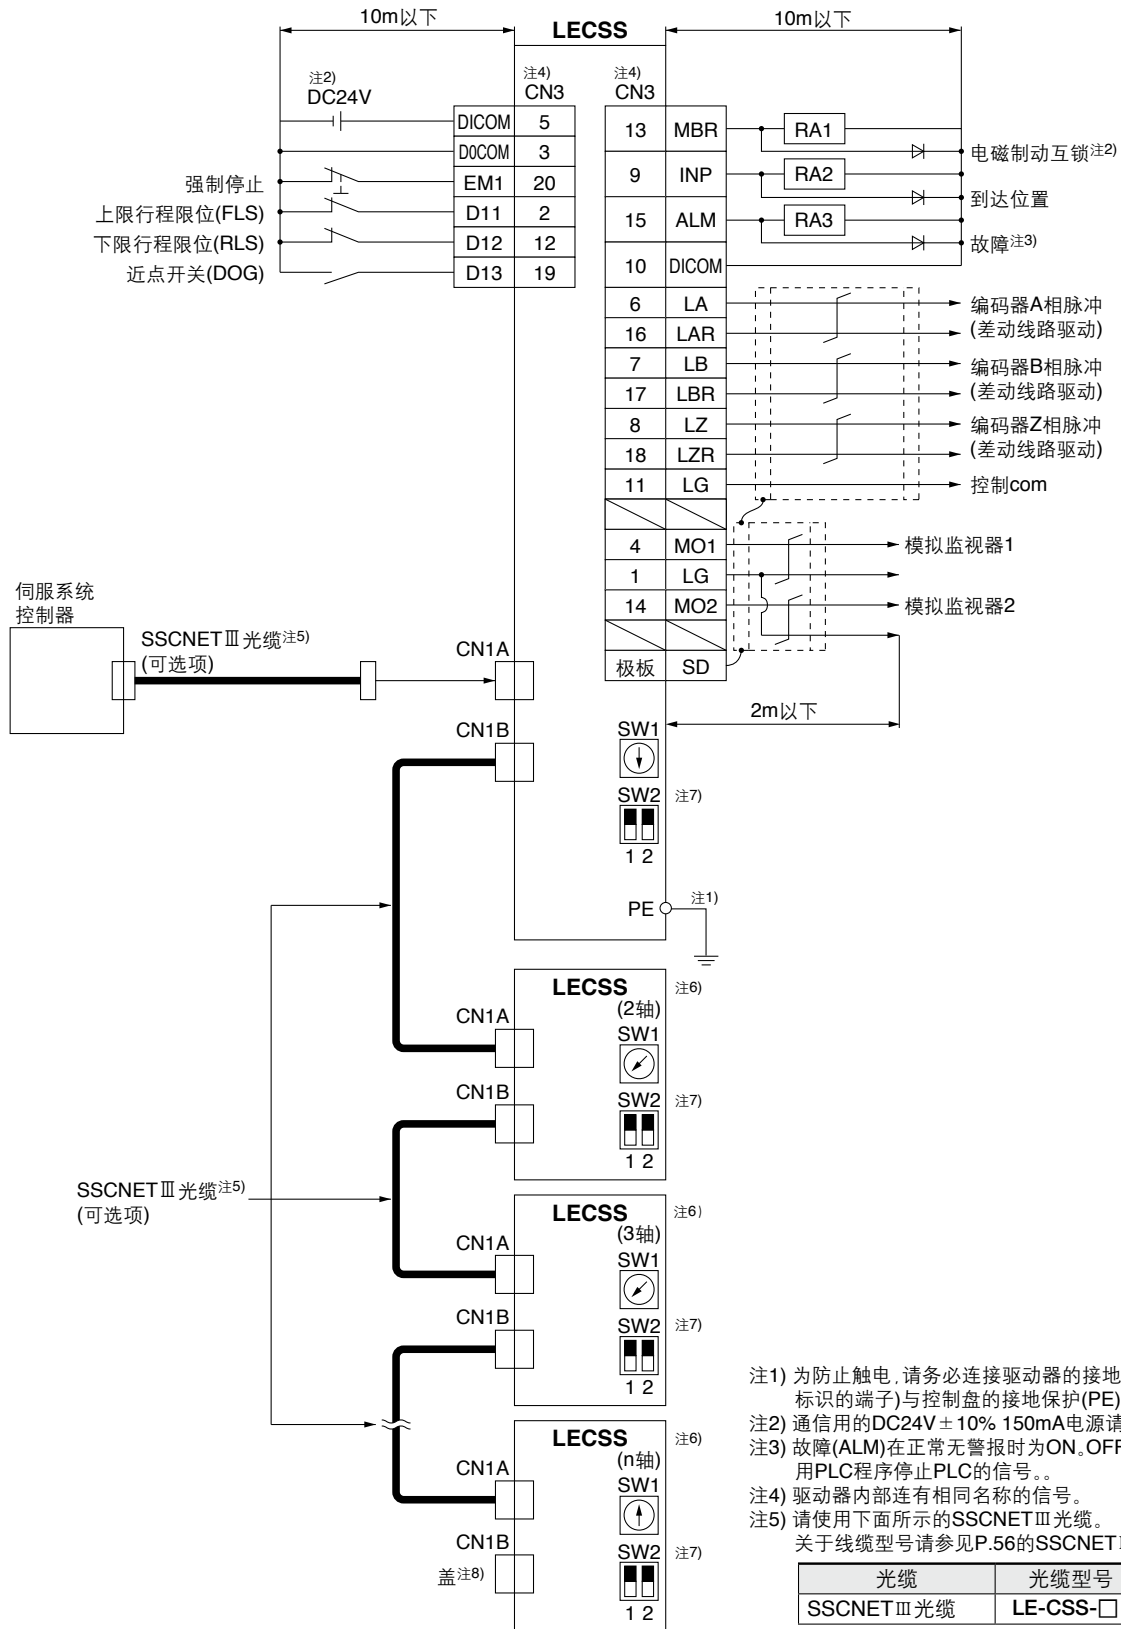 10m以下
LECSS
10m以下
注2)
DC24V
注4)
CN3
注4)
CN3
DICOM 5
D0COM 3
强制停止 EM1 20
上限行程限位(FLS) D11 2
下限行程限位(RLS) D12 12
近点开关(DOG) D13 19
13 MBR RA1
电磁制动互锁注2)
9 INP RA2
到达位置
15 ALM RA3
故障注3)
10 DICOM
6 LA 编码器A相脉冲
16 LAR (差动线路驱动)
7 LB 编码器B相脉冲
17 LBR (差动线路驱动)
8 LZ 编码器Z相脉冲
18 LZR (差动线路驱动)
11 LG 控制com
4 MO1 模拟监视器1
1 LG
14 MO2 模拟监视器2
极板 SD
2m以下
伺服系统
控制器
SSCNETⅢ光缆注5)
(可选项)
CN1A
CN1B
SW1
SW2 注7)
1 2
PE 注1)
LECSS 注6)
(2轴)
CN1A
SW1
CN1B
SW2 注7)
1 2
SSCNETⅢ光缆注5)
(可选项)
LECSS 注6)
(3轴)
CN1A
SW1
CN1B
SW2 注7)
1 2
LECSS 注6)
(n轴)
CN1A
SW1
CN1B
盖注8)
SW2 注7)
1 2
注1) 为防止触电,请务必连接驱动器的接地
标识的端子)与控制盘的接地保护(PE)
注2) 通信用的DC24V±10% 150mA电源请
注3) 故障(ALM)在正常无警报时为ON。OFF
用PLC程序停止PLC的信号。。
注4) 驱动器内部连有相同名称的信号。
注5) 请使用下面所示的SSCNETⅢ光缆。
关于线缆型号请参见P.56的SSCNET
光缆 光缆型号
SSCNETⅢ光缆 LE-CSS-□